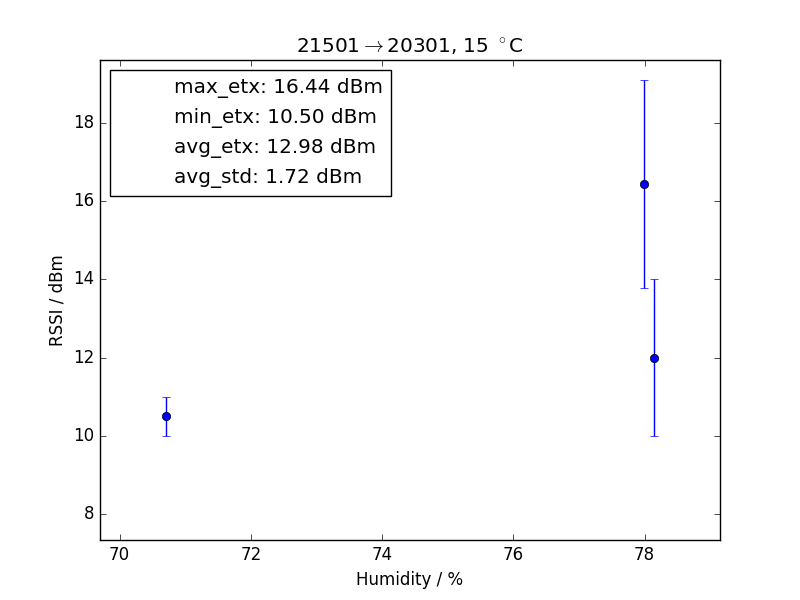 21501→20301, 15 °C
max_etx: 16.44 dBm
min_etx: 10.50 dBm
avg_etx: 12.98 dBm
avg_std: 1.72 dBm
RSSI / dBm
18
16
14
12
10
8
70 72 74 76 78
Humidity / %